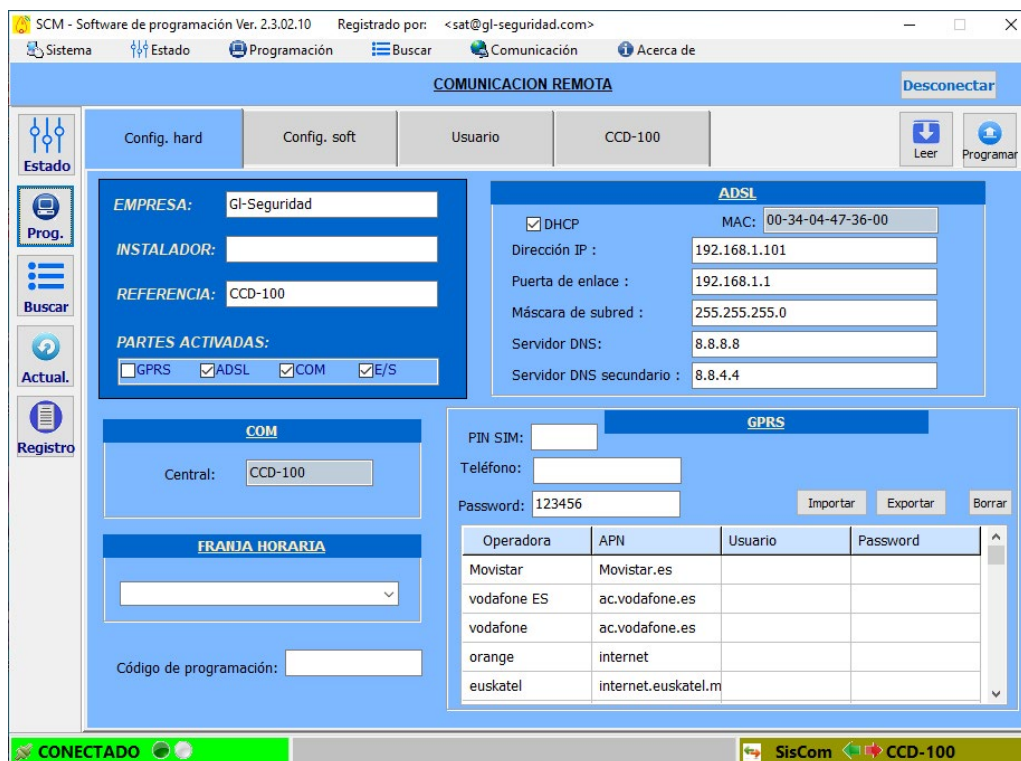 SCM - Software de programación Ver. 2.3.02.10 Registrado por: <sat@gl-seguridad.com>
Sistema Estado Programación Buscar Comunicación Acerca de
COMUNICACION REMOTA
Desconectar
Estado
Prog.
Buscar
Actual.
Registro
Config. hard Config. soft Usuario CCD-100
Leer Programar
EMPRESA: Gl-Seguridad
INSTALADOR:
REFERENCIA: CCD-100
PARTES ACTIVADAS:
GPRS ADSL COM E/S
ADSL
DHCP MAC: 00-34-04-47-36-00
Dirección IP : 192.168.1.101
Puerta de enlace : 192.168.1.1
Máscara de subred : 255.255.255.0
Servidor DNS: 8.8.8.8
Servidor DNS secundario : 8.8.4.4
COM
Central: CCD-100
FRANJA HORARIA
Código de programación:
GPRS
PIN SIM:
Teléfono:
Password: 123456
Importar Exportar Borrar
Operadora APN Usuario Password
Movistar Movistar.es
vodafone ES ac.vodafone.es
vodafone ac.vodafone.es
orange internet
euskatel internet.euskatel.m
CONECTADO
SisCom CCD-100